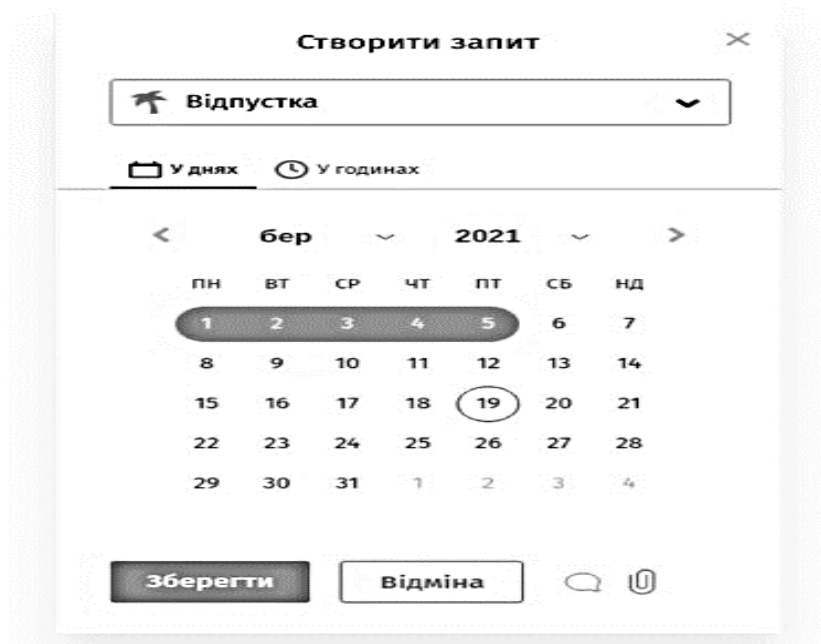 Створити запит
Відпустка
У днях У годинах
бер 2021
ПН ВТ СР ЧТ ПТ СБ НД
1 2 3 4 5 6 7
8 9 10 11 12 13 14
15 16 17 18 19 20 21
22 23 24 25 26 27 28
29 30 31 1 2 3 4
Зберегти Відміна